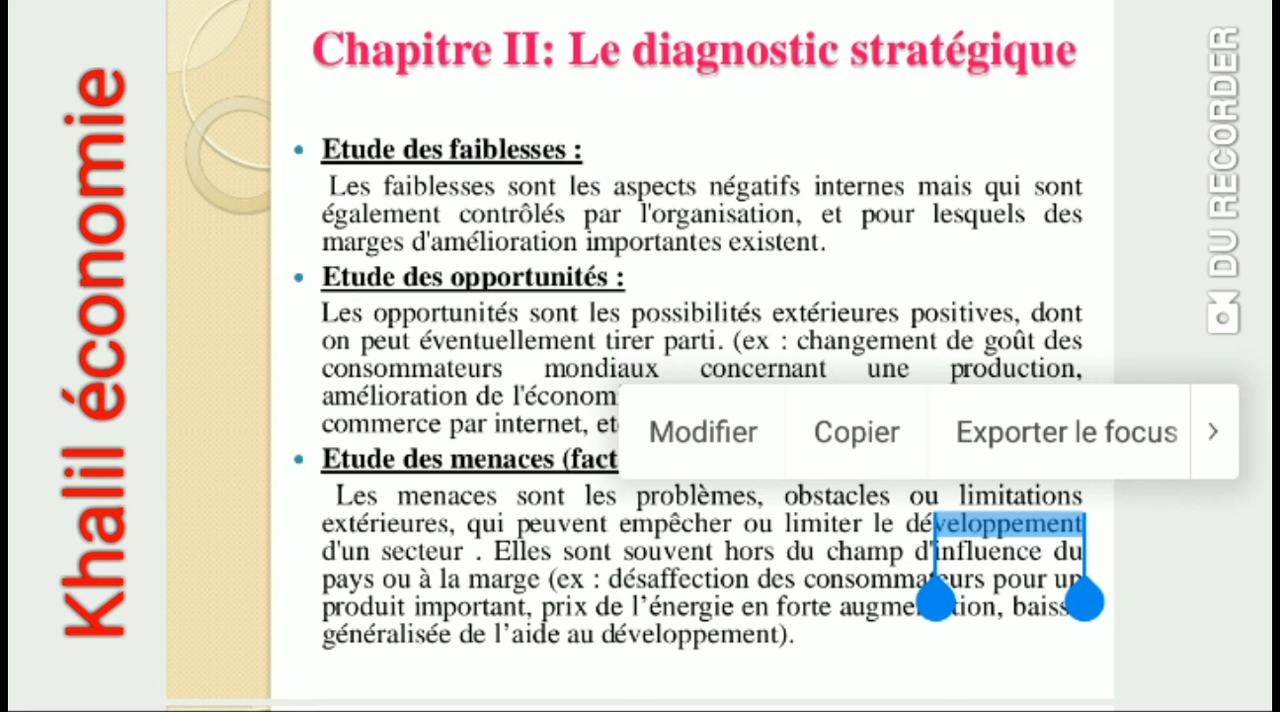 Chapitre II: Le diagnostic stratégique
Khalil économie
DU RECORDER
• Etude des faiblesses :
Les faiblesses sont les aspects négatifs internes mais qui sont
également contrôlés par l'organisation, et pour lesquels des
marges d'amélioration importantes existent.
• Etude des opportunités :
Les opportunités sont les possibilités extérieures positives, dont
on peut éventuellement tirer parti. (ex : changement de goût des
consommateurs mondiaux concernant une production,
amélioration de l'économ
commerce par internet, et
Modifier Copier Exporter le focus >
• Etude des menaces (fact
Les menaces sont les problèmes, obstacles ou limitations
extérieures, qui peuvent empêcher ou limiter le développement
d'un secteur . Elles sont souvent hors du champ d'influence du
pays ou à la marge (ex : désaffection des consommateurs pour un
produit important, prix de l’énergie en forte augmentation, baisse
généralisée de l’aide au développement).